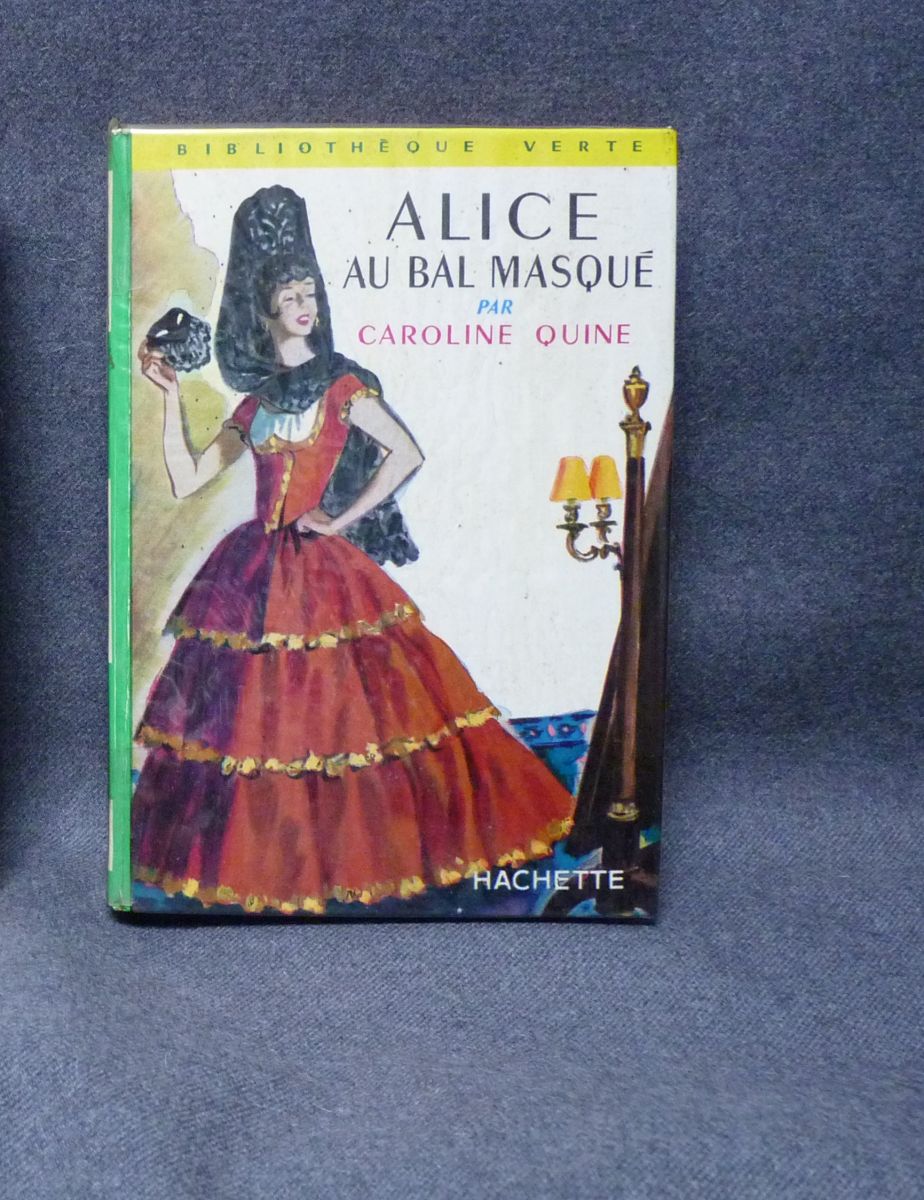 BIBLIOTHÈQUE VERTE
ALICE
AU BAL MASQUÉ
PAR
CAROLINE QUINE
HACHETTE